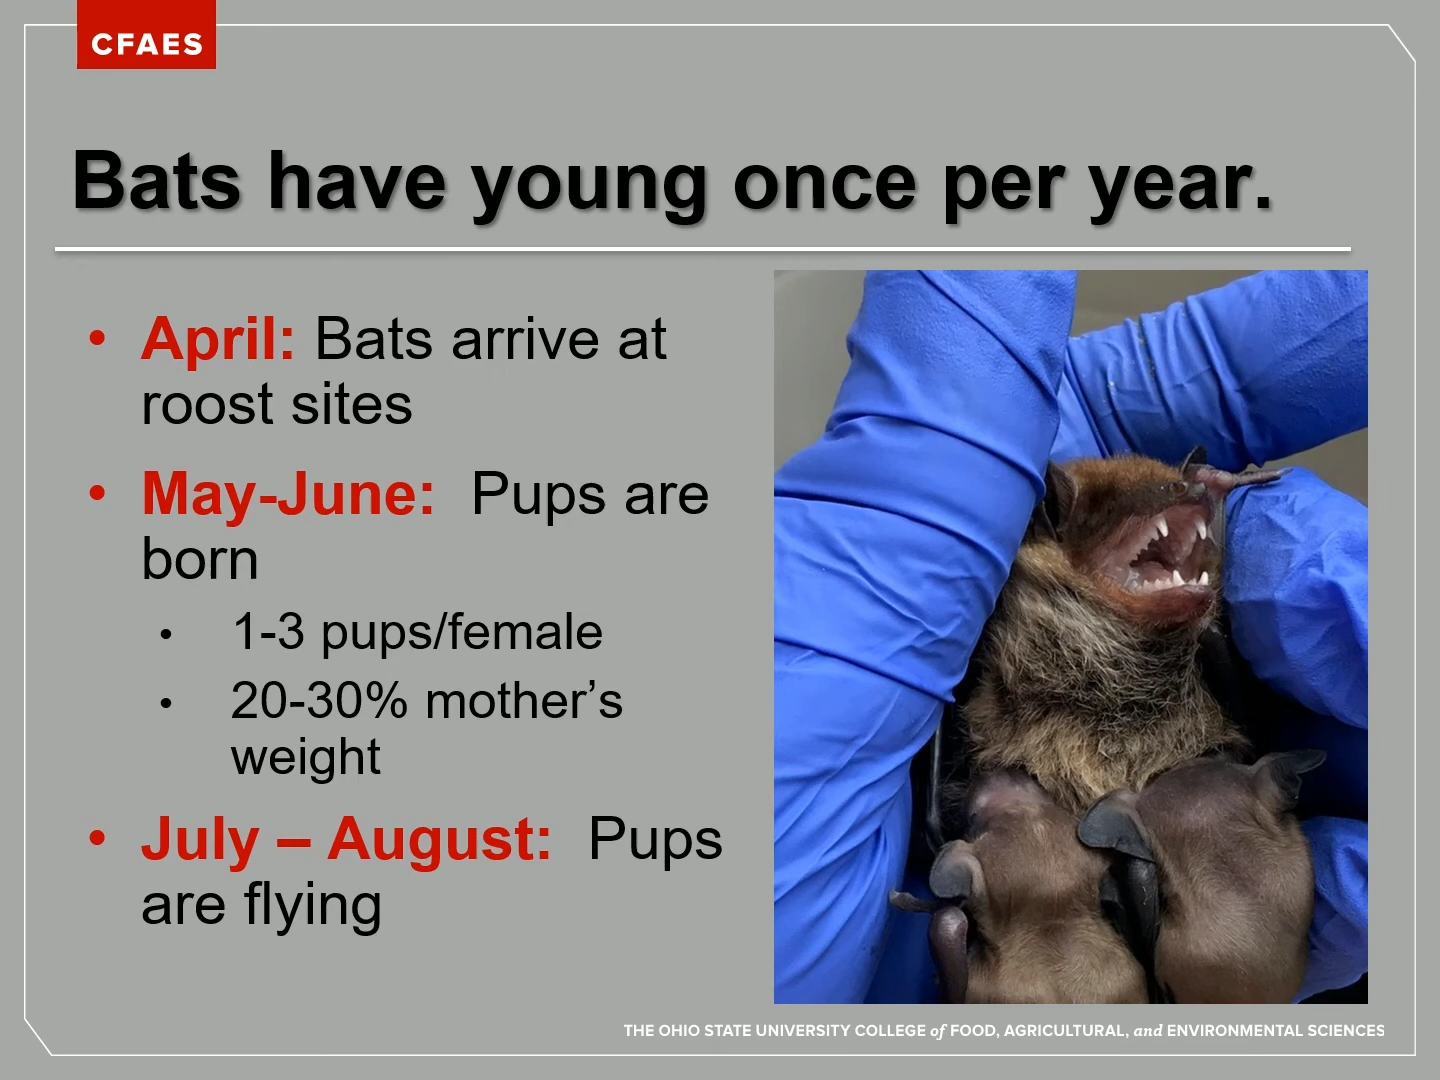 CFAES
Bats have young once per year.
• April: Bats arrive at
roost sites
• May-June: Pups are
born
• 1-3 pups/female
• 20-30% mother’s
weight
• July – August: Pups
are flying
THE OHIO STATE UNIVERSITY COLLEGE of FOOD, AGRICULTURAL, and ENVIRONMENTAL SCIENCES